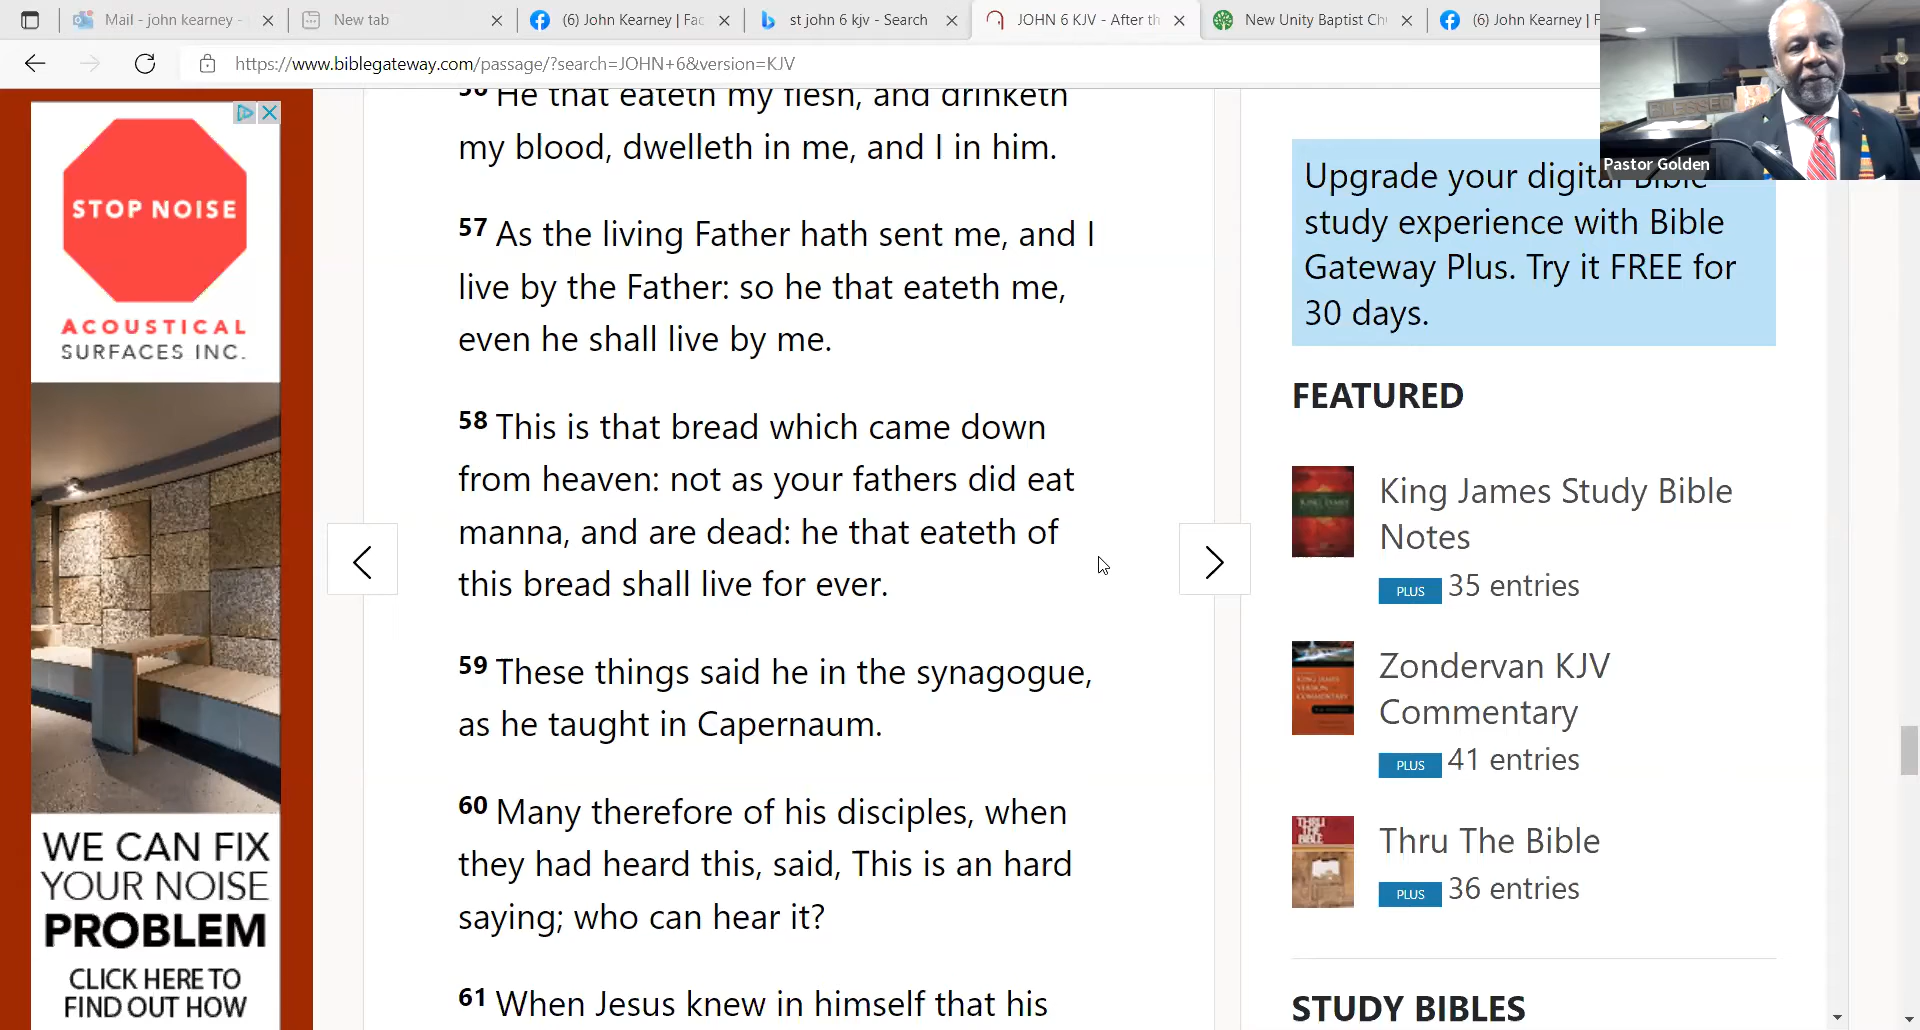 Mail - john kearney -
New tab
(6) John Kearney | Fac
st john 6 kjv - Search
JOHN 6 KJV - After th
New Unity Baptist Ch
(6) John Kearney | F
https://www.biblegateway.com/passage/?search=JOHN+6&version=KJV
BLESSED
Pastor Golden
STOP NOISE
ACOUSTICAL
SURFACES INC.
WE CAN FIX
YOUR NOISE
PROBLEM
CLICK HERE TO
FIND OUT HOW
56 He that eateth my flesh, and drinketh
my blood, dwelleth in me, and I in him.
57 As the living Father hath sent me, and I
live by the Father: so he that eateth me,
even he shall live by me.
58 This is that bread which came down
from heaven: not as your fathers did eat
manna, and are dead: he that eateth of
this bread shall live for ever.
59 These things said he in the synagogue,
as he taught in Capernaum.
60 Many therefore of his disciples, when
they had heard this, said, This is an hard
saying; who can hear it?
61 When Jesus knew in himself that his
Upgrade your digital Bible
study experience with Bible
Gateway Plus. Try it FREE for
30 days.
FEATURED
King James Study Bible
Notes
PLUS 35 entries
Zondervan KJV
Commentary
PLUS 41 entries
THRU
THE
BIBLE
Thru The Bible
PLUS 36 entries
STUDY BIBLES